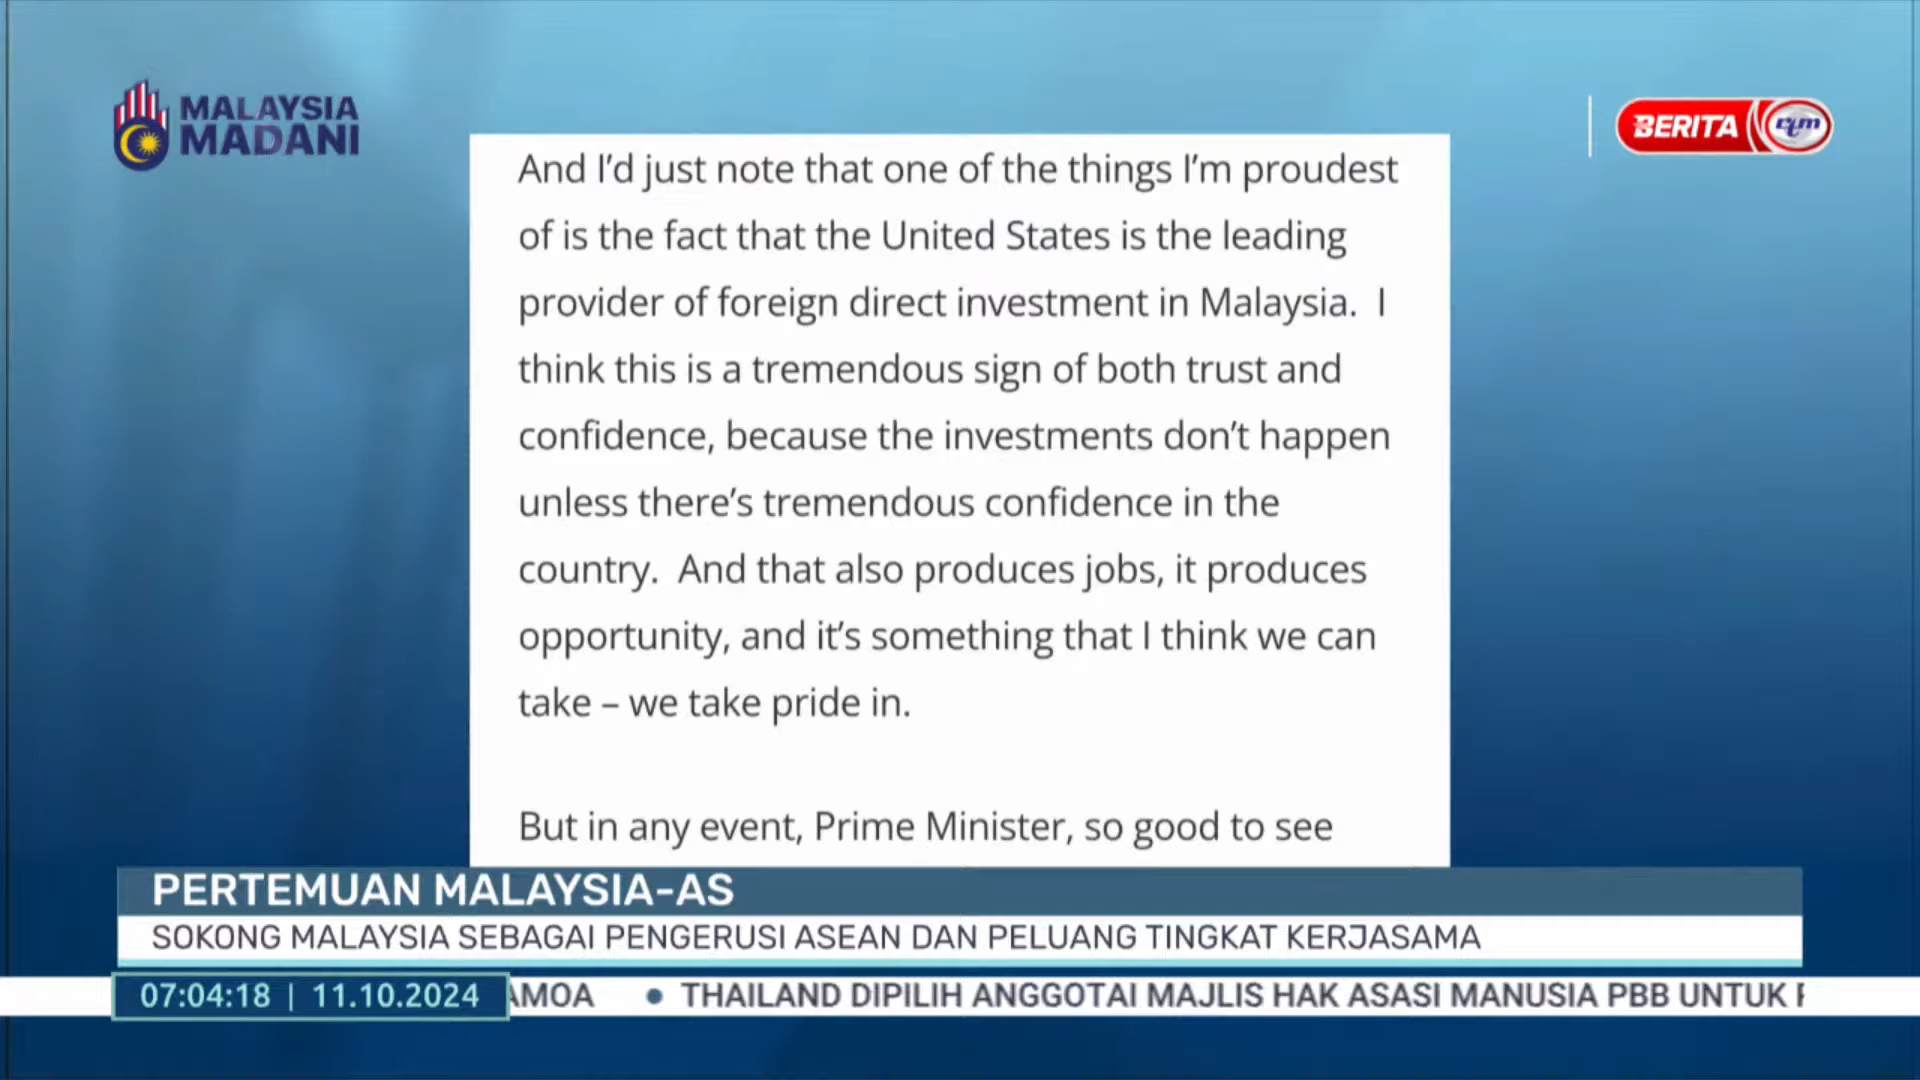 MALAYSIA
MADANI
BERITA rtm
And I’d just note that one of the things I’m proudest
of is the fact that the United States is the leading
provider of foreign direct investment in Malaysia.  I
think this is a tremendous sign of both trust and
confidence, because the investments don’t happen
unless there’s tremendous confidence in the
country.  And that also produces jobs, it produces
opportunity, and it’s something that I think we can
take – we take pride in.
But in any event, Prime Minister, so good to see
PERTEMUAN MALAYSIA-AS
SOKONG MALAYSIA SEBAGAI PENGERUSI ASEAN DAN PELUANG TINGKAT KERJASAMA
07:04:18 | 11.10.2024 AMOA • THAILAND DIPILIH ANGGOTAI MAJLIS HAK ASASI MANUSIA PBB UNTUK